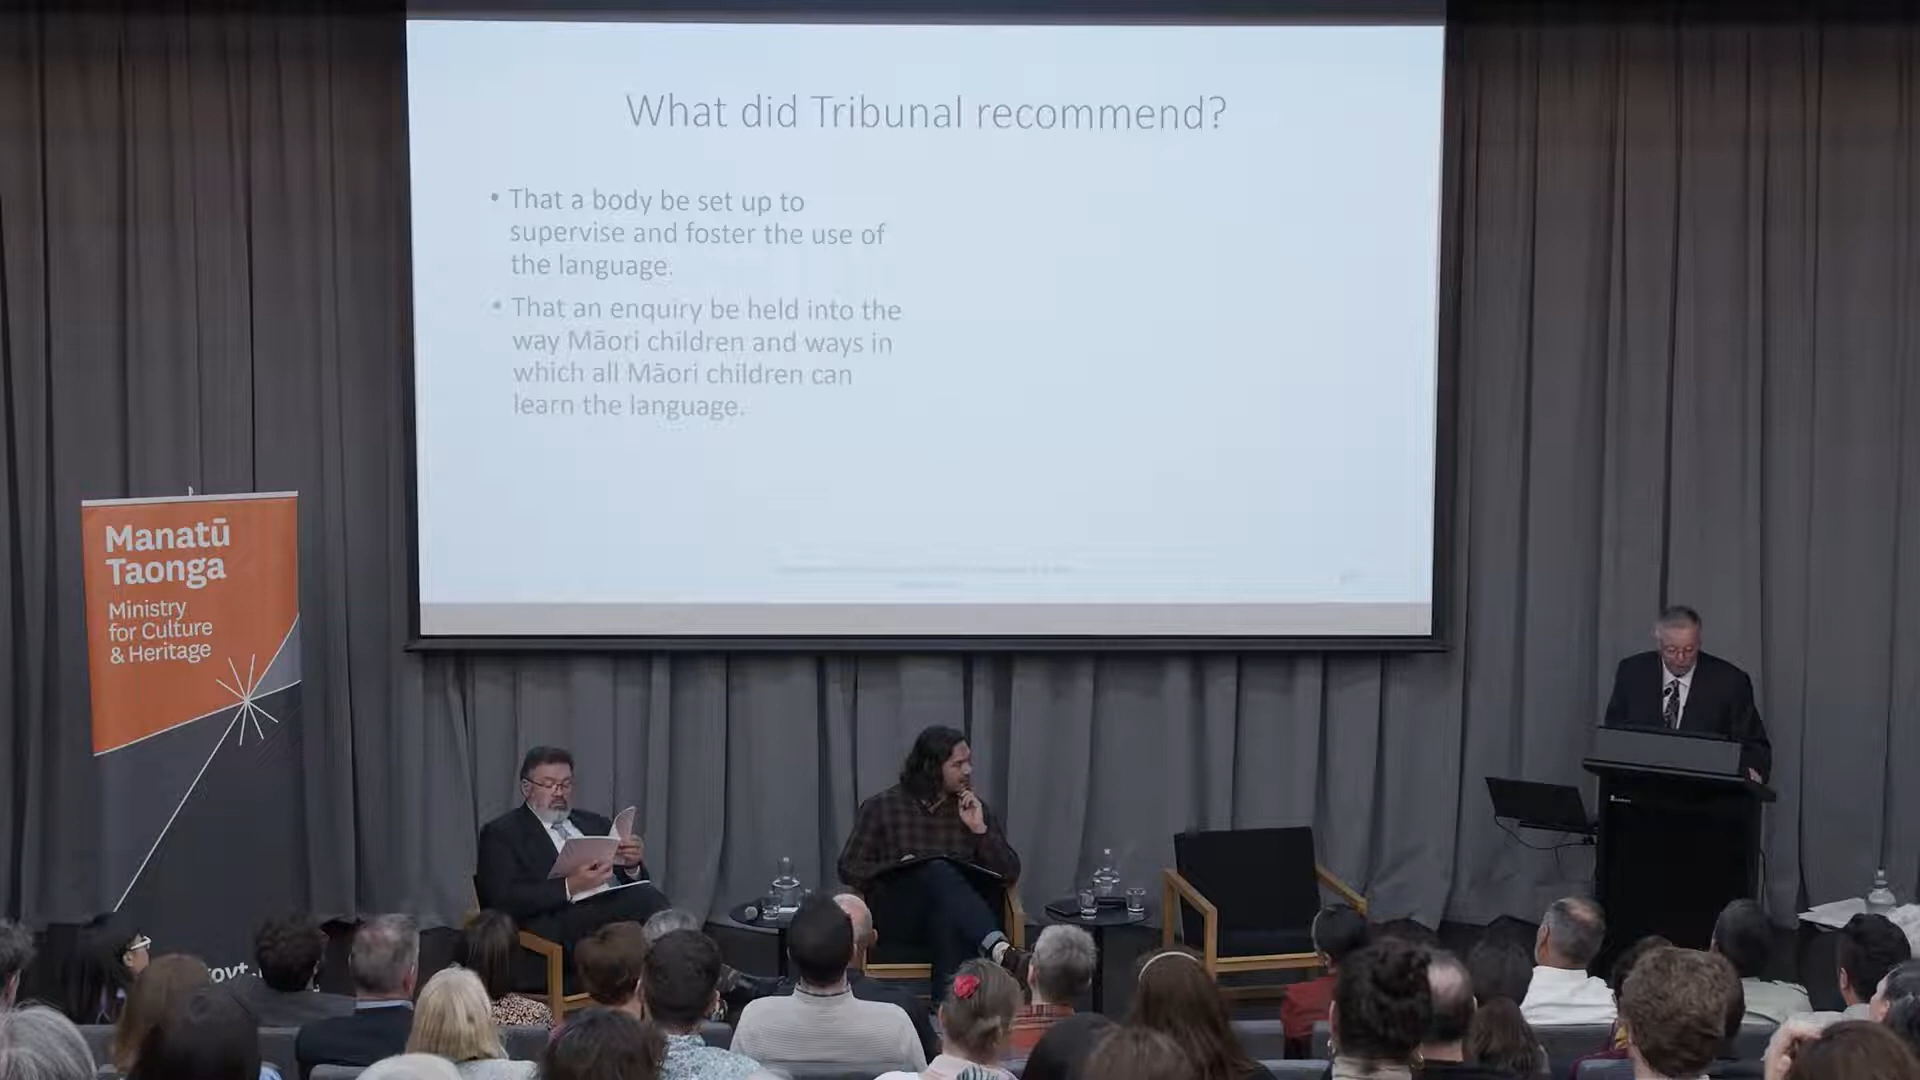 What did Tribunal recommend?
• That a body be set up to
supervise and foster the use of
the language.
• That an enquiry be held into the
way Māori children and ways in
which all Māori children can
learn the language.
Manatū
Taonga
Ministry
for Culture
& Heritage